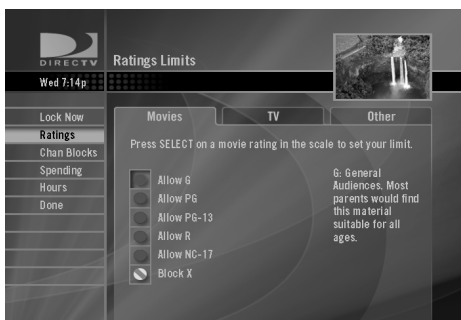 DIRECTV
Ratings Limits
Wed 7:14p
Lock Now
Ratings
Chan Blocks
Spending
Hours
Done
Movies
TV
Other
Press SELECT on a movie rating in the scale to set your limit.
Allow G
Allow PG
Allow PG-13
Allow R
Allow NC-17
Block X
G: General
Audiences. Most
parents would find
this material
suitable for all
ages.